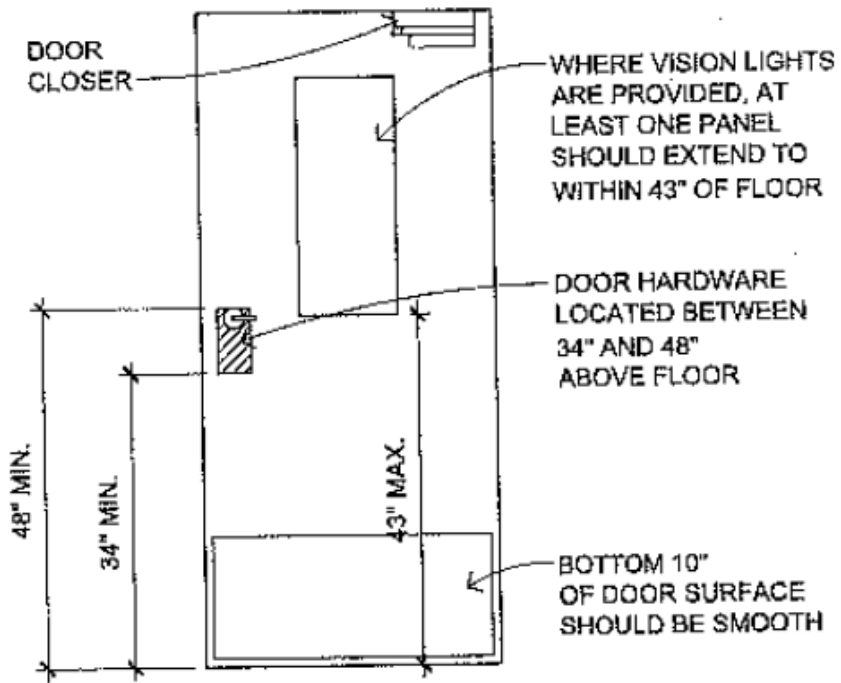 DOOR
CLOSER
WHERE VISION LIGHTS
ARE PROVIDED, AT
LEAST ONE PANEL
SHOULD EXTEND TO
WITHIN 43" OF FLOOR
DOOR HARDWARE
LOCATED BETWEEN
34" AND 48"
ABOVE FLOOR
48" MIN.
34" MIN.
43" MAX.
BOTTOM 10"
OF DOOR SURFACE
SHOULD BE SMOOTH